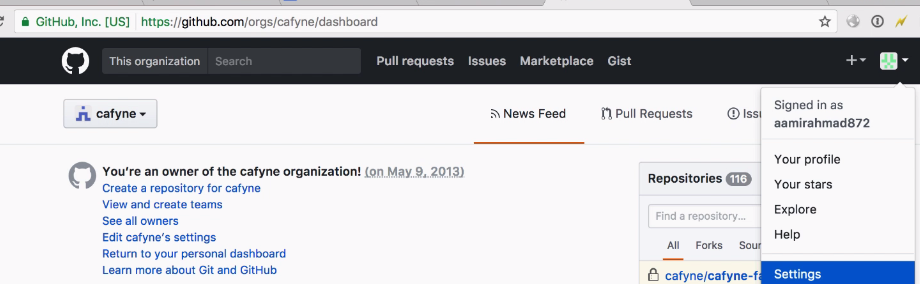 GitHub, Inc. [US] https://github.com/orgs/cafyne/dashboard
This organization Search Pull requests Issues Marketplace Gist
cafyne News Feed Pull Requests
Signed in as
aamirahmad872
You're an owner of the cafyne organization! (on May 9, 2013)
Create a repository for cafyne
View and create teams
See all owners
Edit cafyne's settings
Return to your personal dashboard
Learn more about Git and GitHub
Repositories 116
Find a repository...
All Forks
cafyne/cafyne-fa
Your profile
Your stars
Explore
Help
Settings